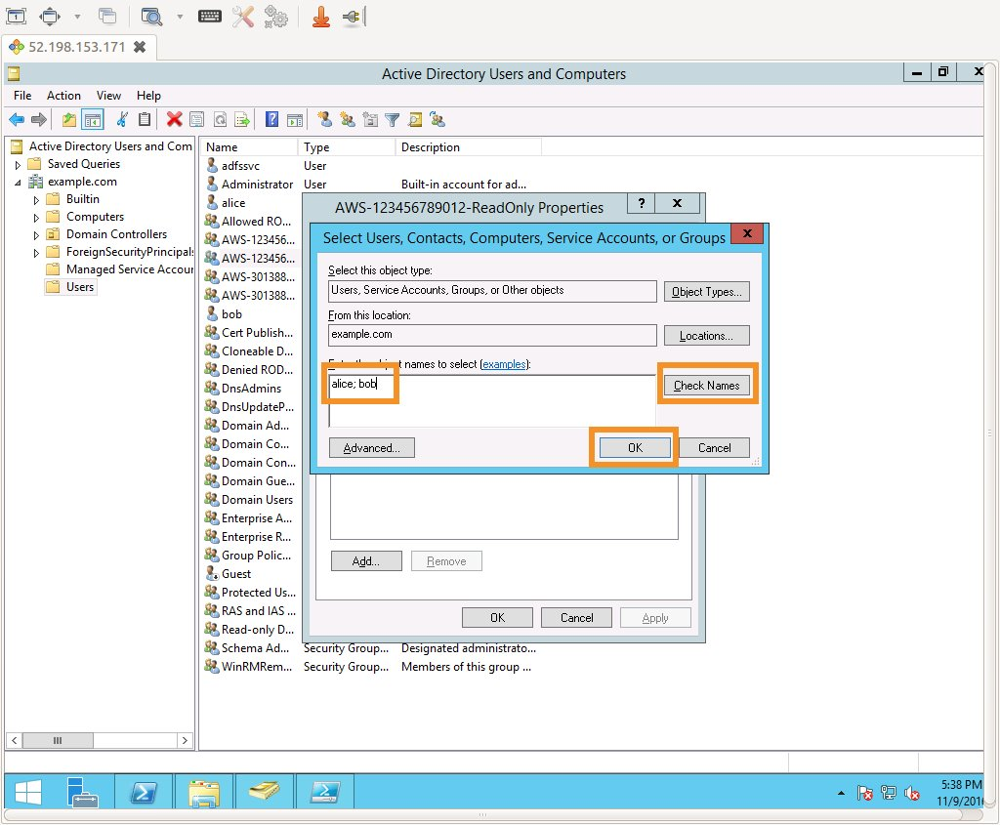 52.198.153.171
Active Directory Users and Computers
File Action View Help
Active Directory Users and Com
Saved Queries
example.com
Builtin
Computers
Domain Controllers
ForeignSecurityPrincipals
Managed Service Accour
Users
Name Type Description
adfssvc User
Administrator User Built-in account for ad...
alice
Allowed RO...
AWS-123456...
AWS-123456...
AWS-301388...
AWS-301388...
bob
Cert Publish...
Cloneable D...
Denied ROD...
DnsAdmins
DnsUpdateP...
Domain Ad...
Domain Co...
Domain Con...
Domain Gue...
Domain Users
Enterprise A...
Enterprise R...
Group Polic...
Guest
Protected Us...
RAS and IAS ...
Read-only D...
Schema Ad... Security Group... Designated administrato...
WinRMRem... Security Group... Members of this group ...
AWS-123456789012-ReadOnly Properties
Select Users, Contacts, Computers, Service Accounts, or Groups
Select this object type:
Users, Service Accounts, Groups, or Other objects
Object Types...
From this location:
example.com
Locations...
Enter the object names to select (examples):
alice; bob
Check Names
Advanced...
OK
Cancel
Add...
Remove
OK
Cancel
Apply
5:38 PM
11/9/2016